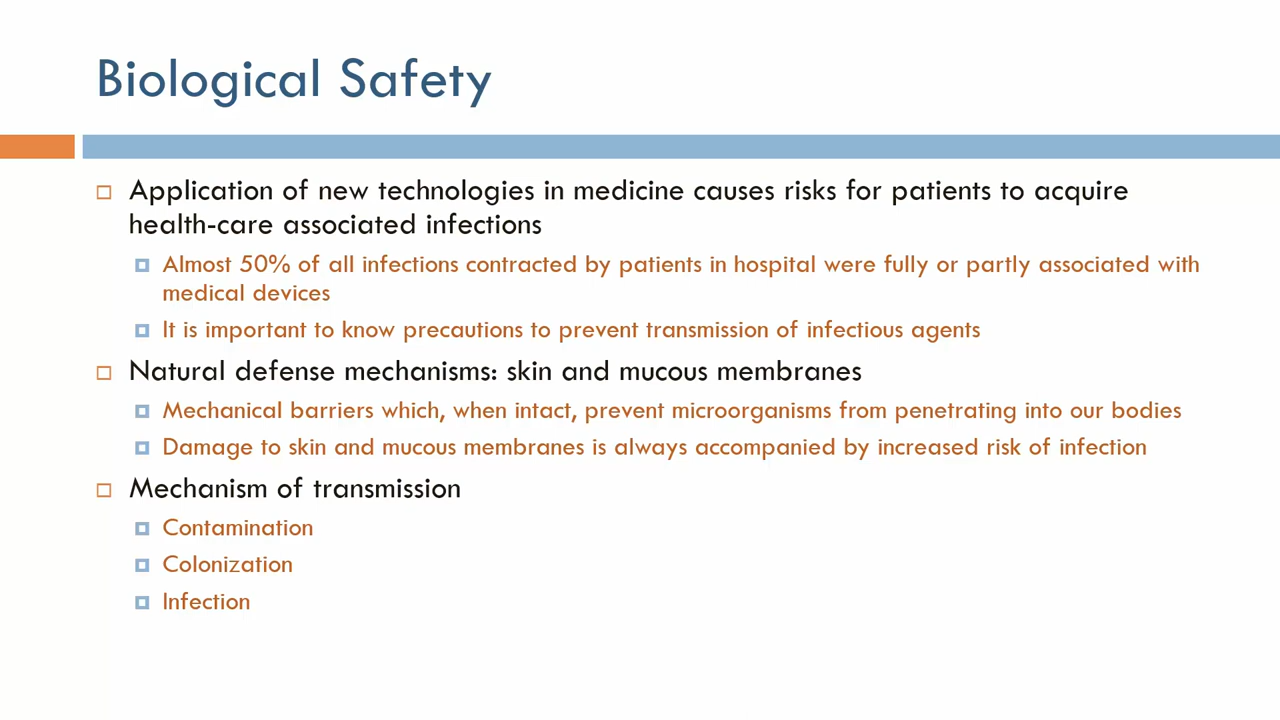 Biological Safety
Application of new technologies in medicine causes risks for patients to acquire
health-care associated infections
Almost 50% of all infections contracted by patients in hospital were fully or partly associated with
medical devices
It is important to know precautions to prevent transmission of infectious agents
Natural defense mechanisms: skin and mucous membranes
Mechanical barriers which, when intact, prevent microorganisms from penetrating into our bodies
Damage to skin and mucous membranes is always accompanied by increased risk of infection
Mechanism of transmission
Contamination
Colonization
Infection